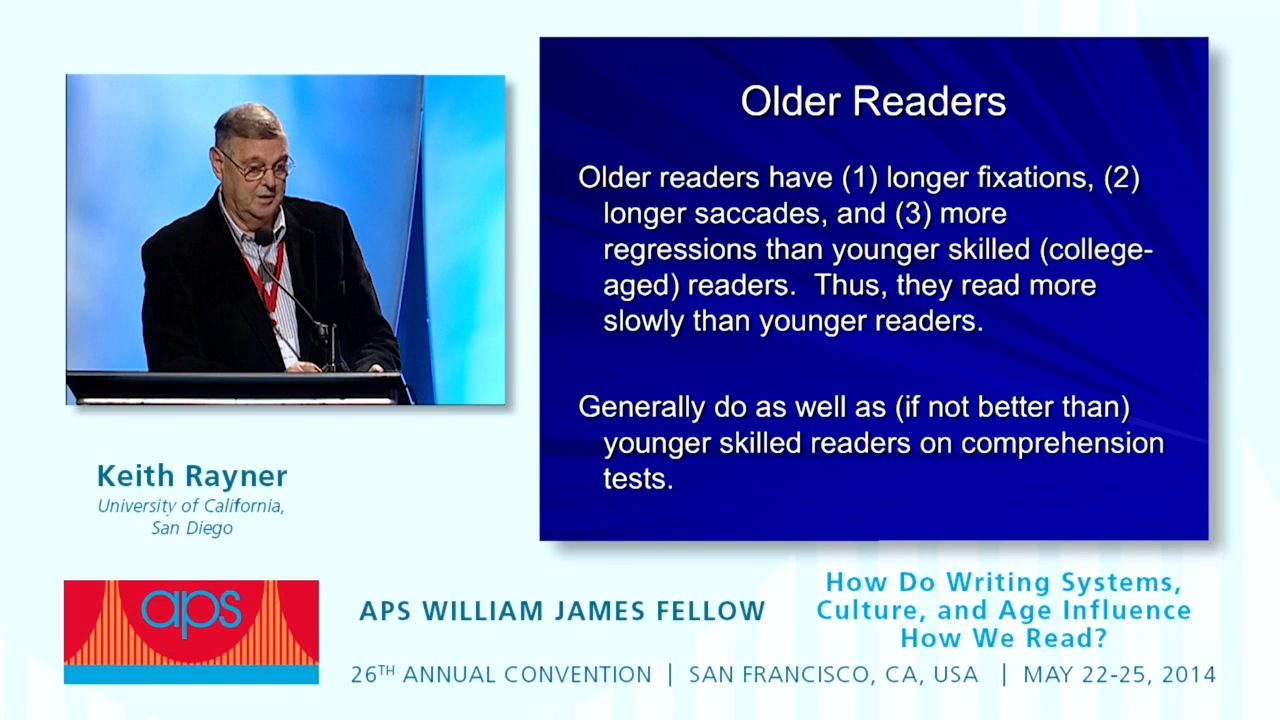 Older Readers
Older readers have (1) longer fixations, (2)
longer saccades, and (3) more
regressions than younger skilled (college-
aged) readers.  Thus, they read more
slowly than younger readers.
Generally do as well as (if not better than)
younger skilled readers on comprehension
tests.
Keith Rayner
University of California,
San Diego
aps
APS WILLIAM JAMES FELLOW
How Do Writing Systems,
Culture, and Age Influence
How We Read?
26TH ANNUAL CONVENTION | SAN FRANCISCO, CA, USA | MAY 22-25, 2014